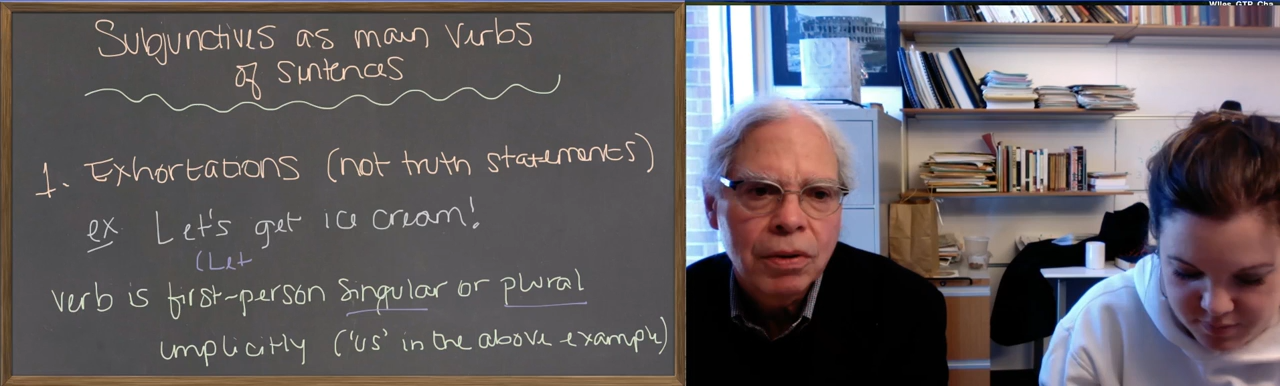 Subjunctives as main verbs
of sentences
1. Exhortations (not truth statements)
ex Let's get ice cream!
(Let
verb is first-person singular or plural
implicitly ('us' in the above example)
Wiles_GTP_Cha